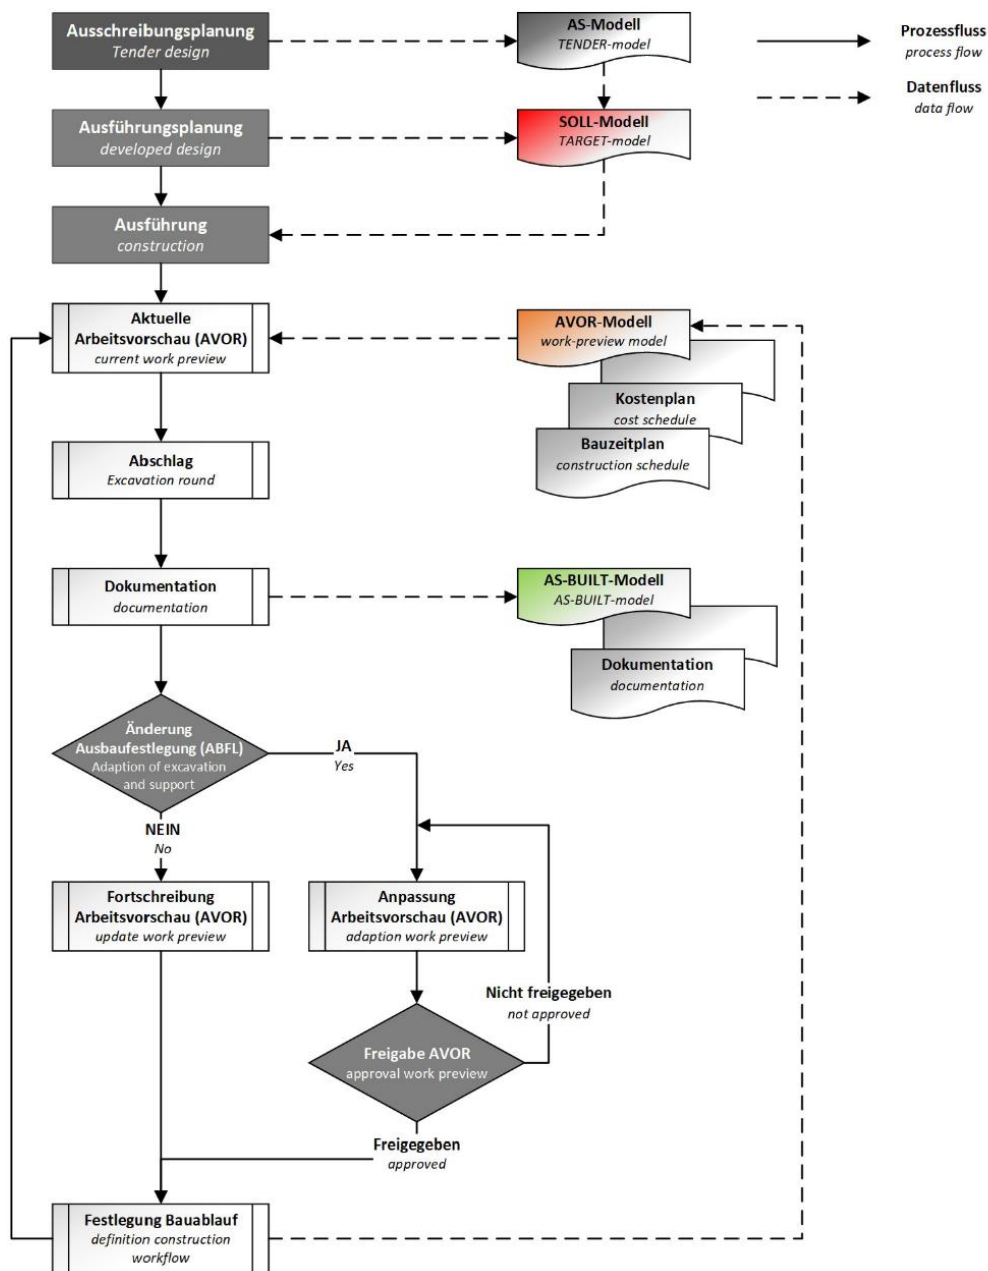 Ausschreibungsplanung
Tender design
AS-Modell
TENDER-model
Prozessfluss
process flow
Datenfluss
data flow
Ausführungsplanung
developed design
SOLL-Modell
TARGET-model
Ausführung
construction
Aktuelle
Arbeitsvorschau (AVOR)
current work preview
AVOR-Modell
work-preview model
Kostenplan
cost schedule
Bauzeitplan
construction schedule
Abschlag
Excavation round
Dokumentation
documentation
AS-BUILT-Modell
AS-BUILT-model
Dokumentation
documentation
Änderung
Ausbaufestlegung (ABFL)
Adaption of excavation
and support
JA
Yes
NEIN
No
Fortschreibung
Arbeitsvorschau (AVOR)
update work preview
Anpassung
Arbeitsvorschau (AVOR)
adaption work preview
Nicht freigegeben
not approved
Freigabe AVOR
approval work preview
Freigegeben
approved
Festlegung Bauablauf
definition construction
workflow